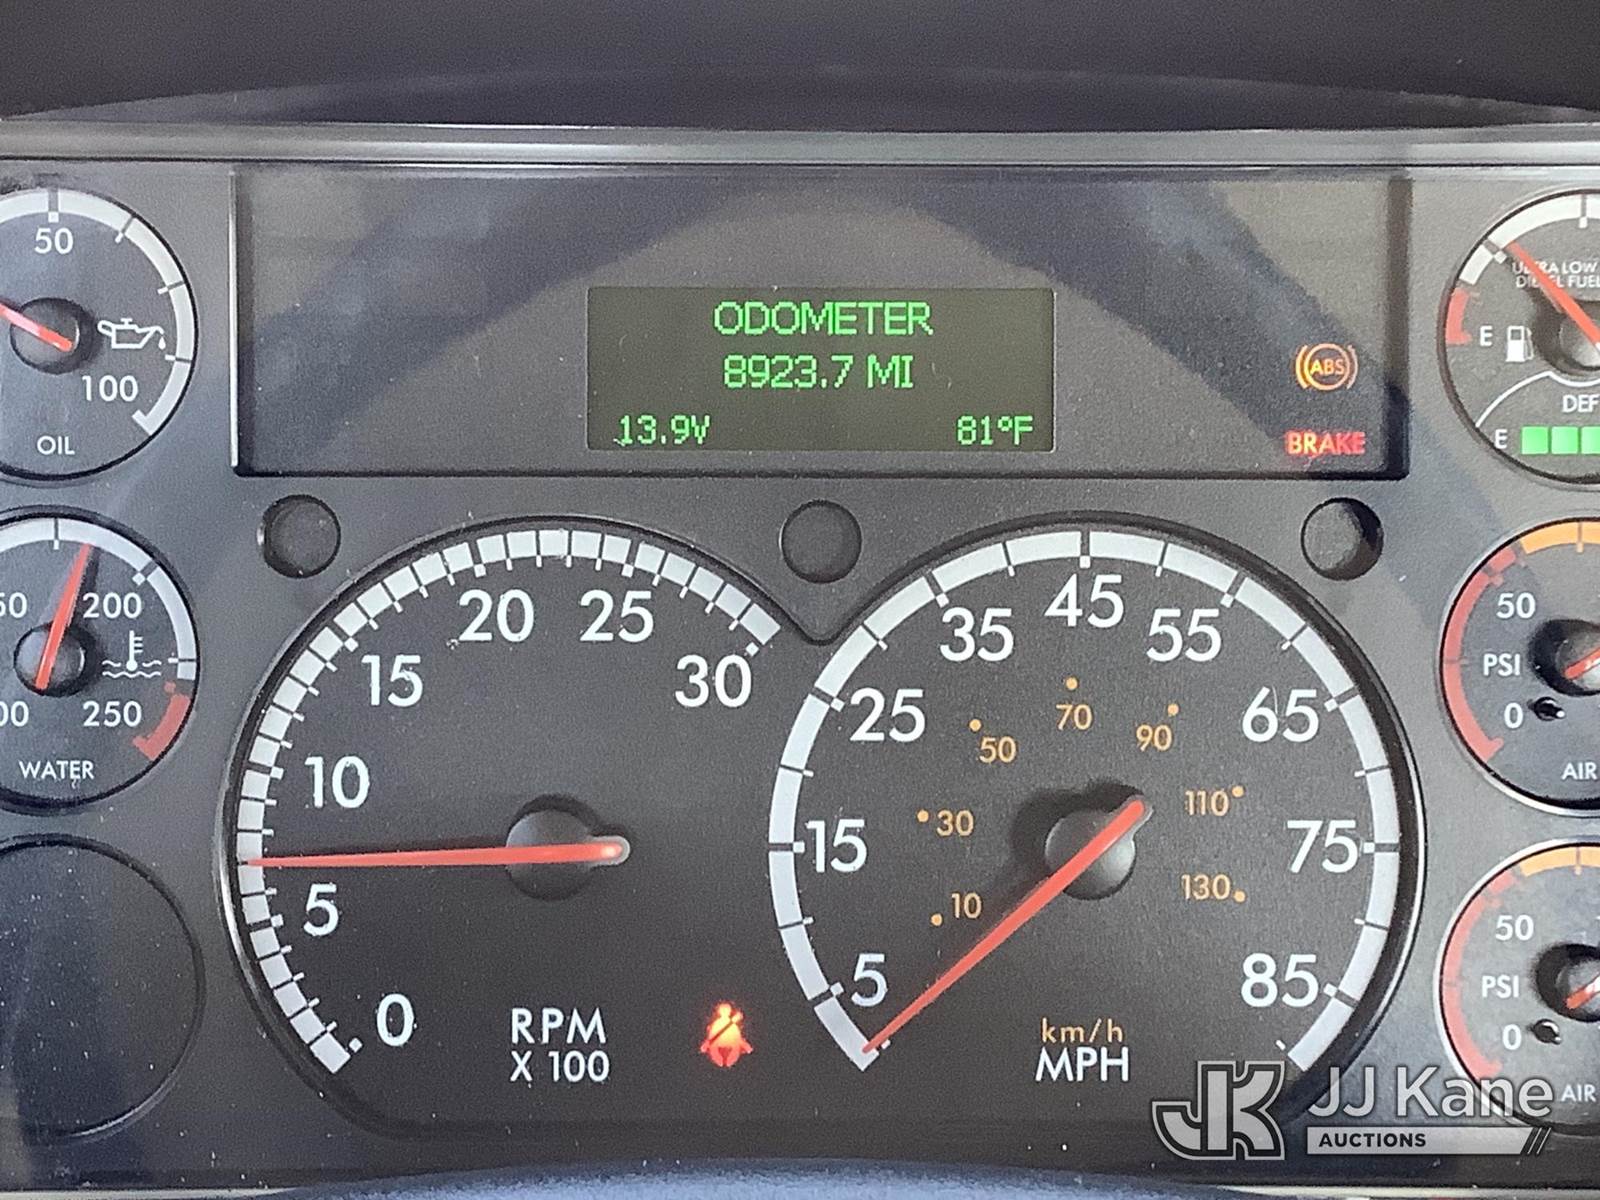 50
100
OIL
ODOMETER
8923.7 MI
13.9V
81°F
ABS
BRAKE
E
DEF
E
200
250
WATER
0
5
10
15
20
25
30
RPM
X 100
5
15
25
35
45
55
65
75
85
10
30
50
70
90
110
130
km/h
MPH
50
PSI
0
AIR
50
PSI
0
AIR
JK JJ Kane
AUCTIONS